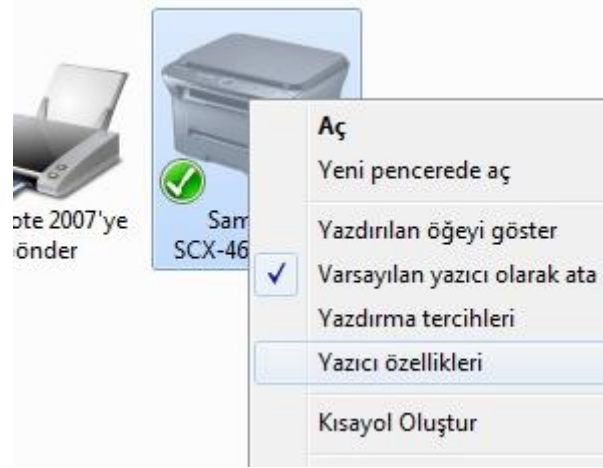 ote 2007'ye
önder
Sam
SCX-46
Aç
Yeni pencerede aç
Yazdırılan öğeyi göster
Varsayılan yazıcı olarak ata
Yazdırma tercihleri
Yazıcı özellikleri
Kısayol Oluştur